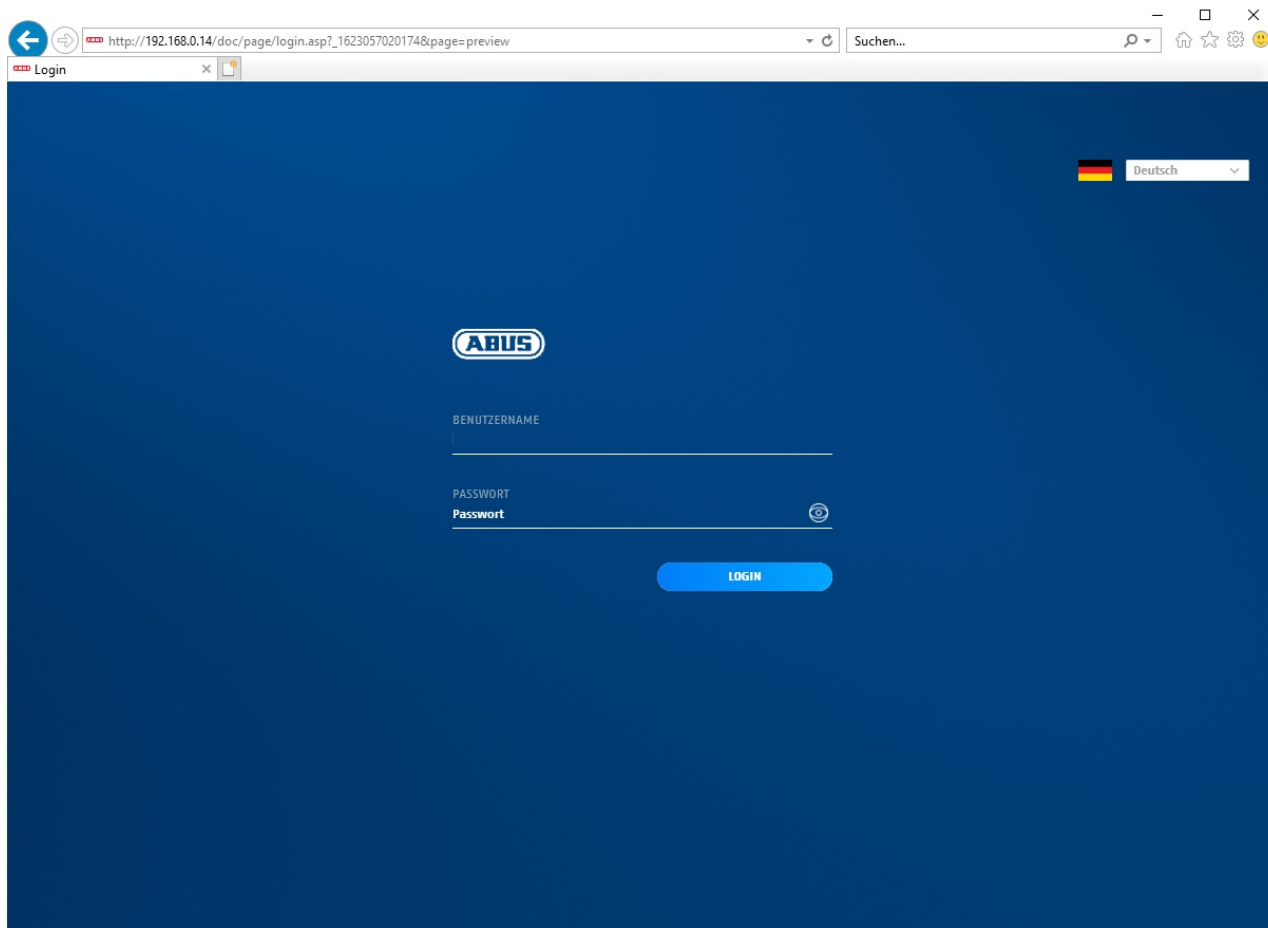 http://192.168.0.14/doc/page/login.asp?_1623057020174&page=preview
Suchen...
Login
Deutsch
ABUS
BENUTZERNAME
PASSWORT
Passwort
LOGIN